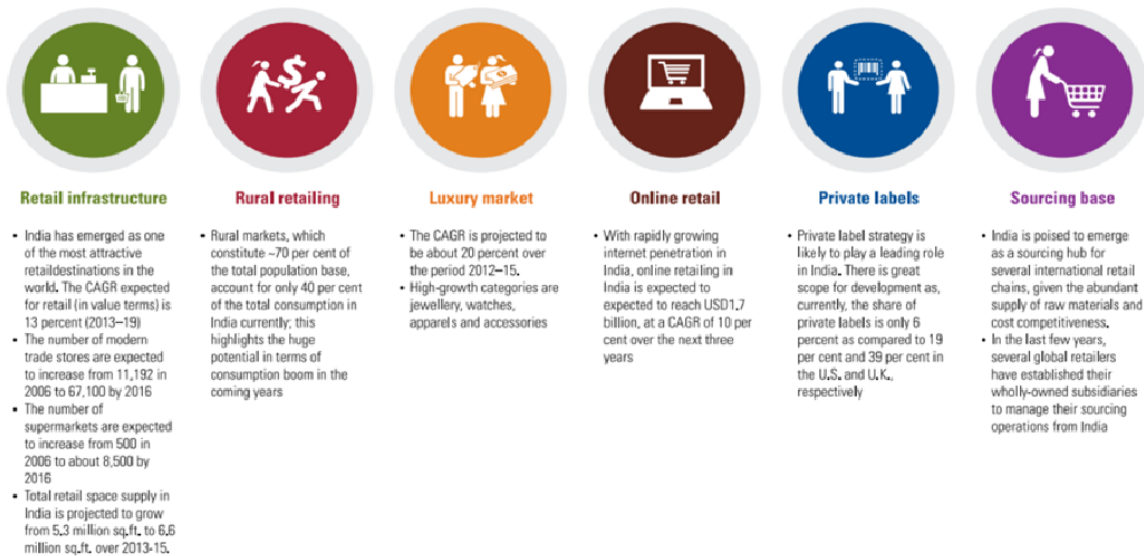 Retail infrastructure
• India has emerged as one
of the most attractive
retaildestinations in the
world. The CAGR expected
for retail (in value terms) is
13 percent (2013–19)
• The number of modern
trade stores are expected
to increase from 11,192 in
2006 to 67,100 by 2016
• The number of
supermarkets are expected
to increase from 500 in
2006 to about 8,500 by
2016
• Total retail space supply in
India is projected to grow
from 5.3 million sq.ft. to 6.6
million sq.ft. over 2013-15.
Rural retailing
• Rural markets, which
constitute ~70 per cent of
the total population base,
account for only 40 per cent
of the total consumption in
India currently; this
highlights the huge
potential in terms of
consumption boom in the
coming years
Luxury market
• The CAGR is projected to
be about 20 percent over
the period 2012–15.
• High-growth categories are
jewellery, watches,
apparels and accessories
Online retail
• With rapidly growing
internet penetration in
India, online retailing in
India is expected to
expected to reach USD1.7
billion, at a CAGR of 10 per
cent over the next three
years
Private labels
• Private label strategy is
likely to play a leading role
in India. There is great
scope for development as,
currently, the share of
private labels is only 6
percent as compared to 19
per cent and 39 per cent in
the U.S. and U.K.,
respectively
Sourcing base
• India is poised to emerge
as a sourcing hub for
several international retail
chains, given the abundant
supply of raw materials and
cost competitiveness.
• In the last few years,
several global retailers
have established their
wholly-owned subsidiaries
to manage their sourcing
operations from India